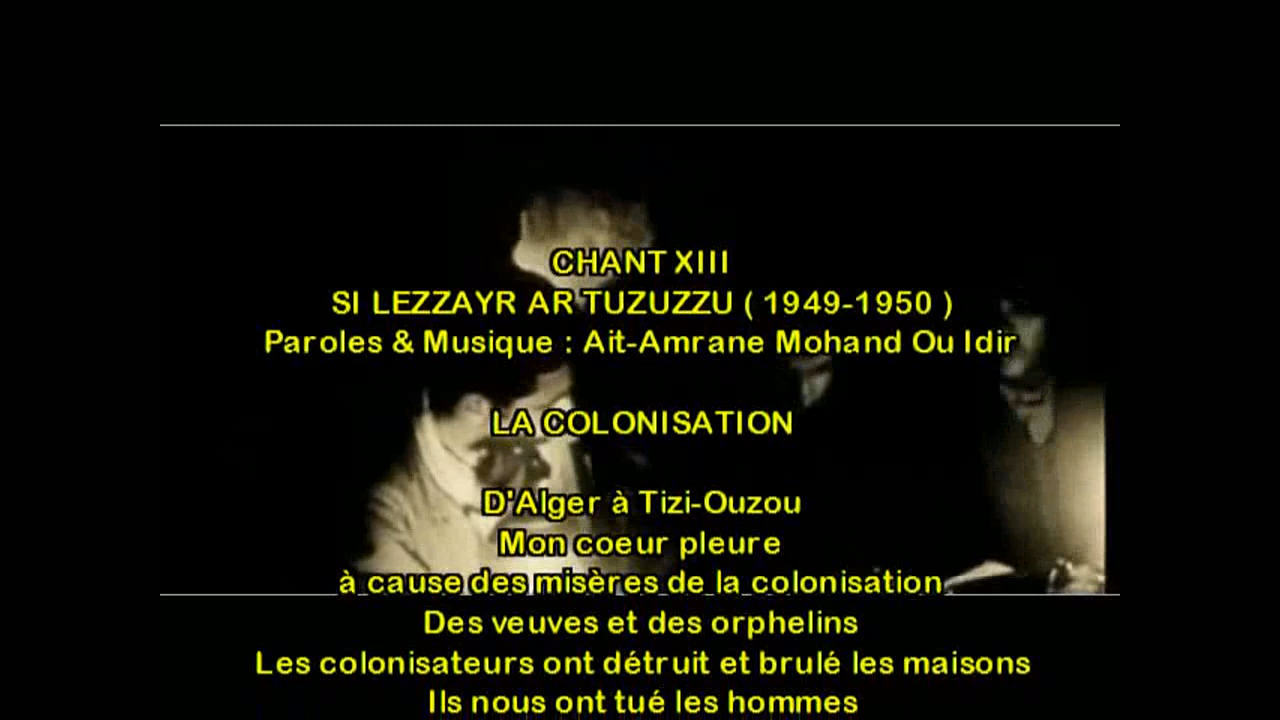 CHANT XIII
SI LEZZAYR AR TUZUZZU ( 1949-1950 )
Paroles & Musique : Ait-Amrane Mohand Ou Idir
LA COLONISATION
D'Alger à Tizi-Ouzou
Mon coeur pleure
à cause des misères de la colonisation
Des veuves et des orphelins
Les colonisateurs ont détruit et brulé les maisons
Ils nous ont tué les hommes